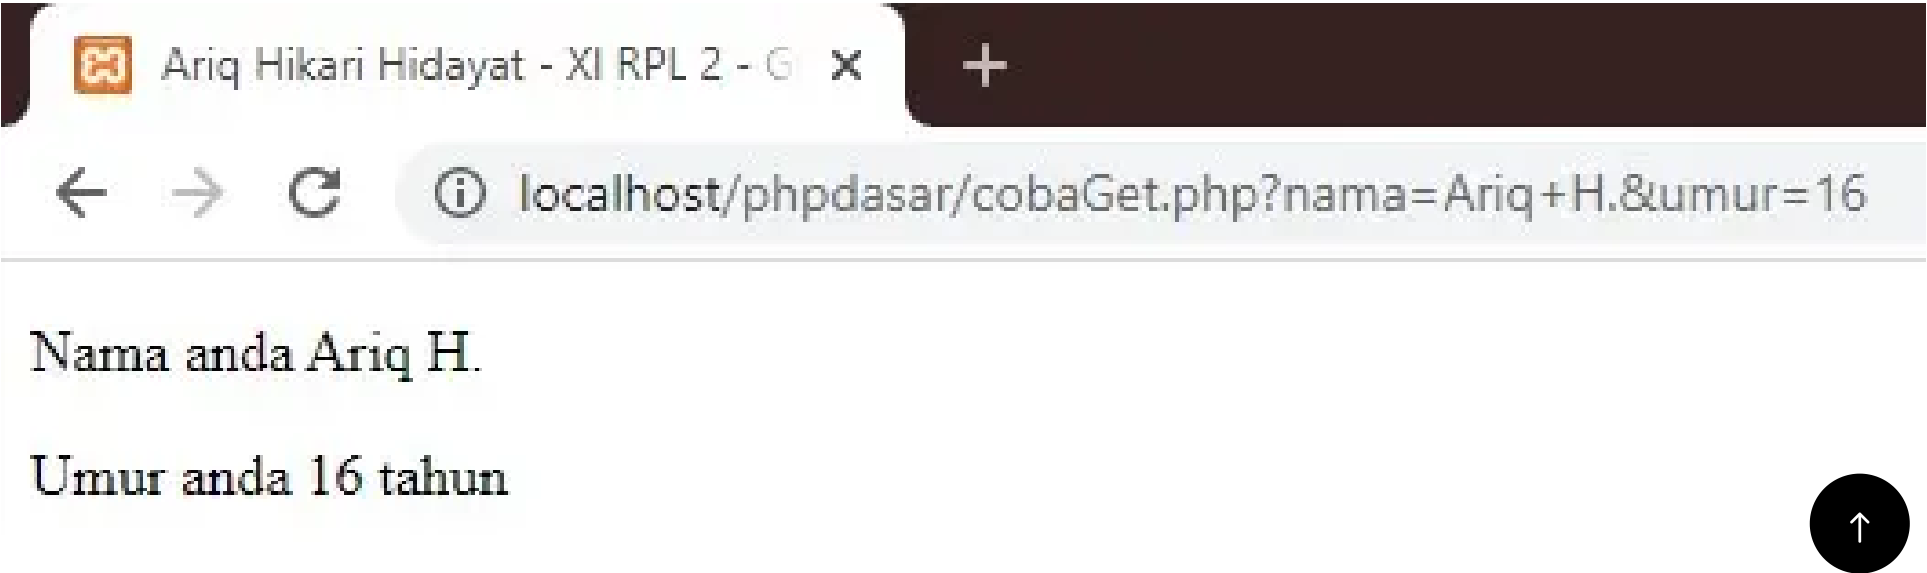 Ariq Hikari Hidayat - XI RPL 2 - G
localhost/phpdasar/cobaGet.php?nama=Ariq+H.&umur=16
Nama anda Ariq H.
Umur anda 16 tahun